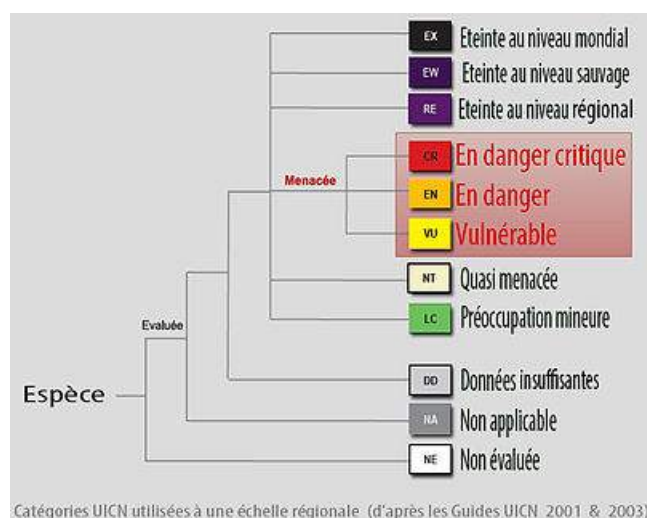 EX Eteinte au niveau mondial
EW Eteinte au niveau sauvage
RE Eteinte au niveau régional
CR En danger critique
Menacée
EN En danger
VU Vulnérable
NT Quasi menacée
LC Préoccupation mineure
Evaluée
DD Données insuffisantes
Espèce
NA Non applicable
NE Non évaluée
Catégories UICN utilisées à une échelle régionale (d'après les Guides UICN 2001 & 2003)